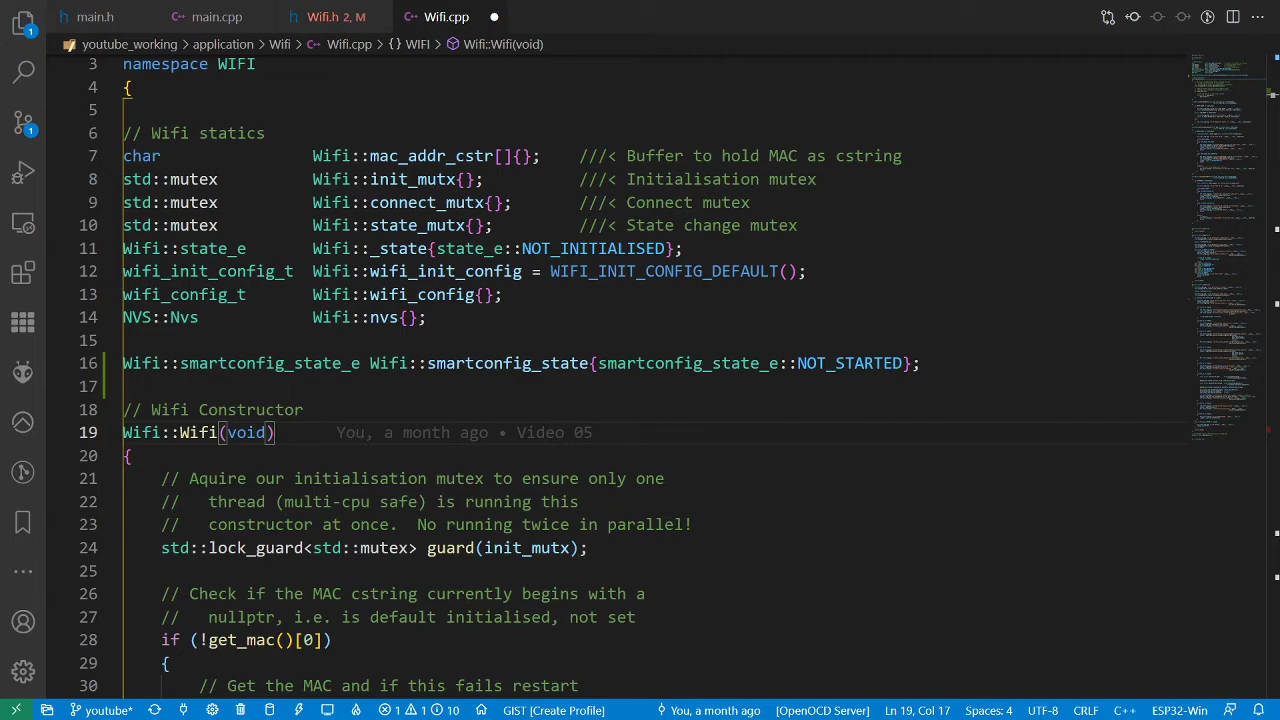 main.h main.cpp Wifi.h 2, M Wifi.cpp
youtube_working > application > Wifi > Wifi.cpp > {} WIFI > Wifi::Wifi(void)
3 namespace WIFI
4 {
5
6 // Wifi statics
7 char Wifi::mac_addr_cstr[][]; ///< Buffer to hold MAC as cstring
8 std::mutex Wifi::init_mutx{}; ///< Initialisation mutex
9 std::mutex Wifi::connect_mutx{}; ///< Connect mutex
10 std::mutex Wifi::state_mutx{}; ///< State change mutex
11 Wifi::state_e Wifi::_state{state_e::NOT_INITIALISED};
12 wifi_init_config_t Wifi::wifi_init_config = WIFI_INIT_CONFIG_DEFAULT();
13 wifi_config_t Wifi::wifi_config{};
14 NVS::Nvs Wifi::nvs{};
15
16 Wifi::smartconfig_state_e Wifi::smartconfig_state{smartconfig_state_e::NOT_STARTED};
17
18 // Wifi Constructor
19 Wifi::Wifi(void) You, a month ago • Video 05
20 {
21 // Aquire our initialisation mutex to ensure only one
22 // thread (multi-cpu safe) is running this
23 // constructor at once. No running twice in parallel!
24 std::lock_guard<std::mutex> guard(init_mutx);
25
26 // Check if the MAC cstring currently begins with a
27 // nullptr, i.e. is default initialised, not set
28 if (!get_mac()[0])
29 {
30 // Get the MAC and if this fails restart
1
1
youtube* 1 1 10 GIST [Create Profile] You, a month ago [OpenOCD Server] Ln 19, Col 17 Spaces: 4 UTF-8 CRLF C++ ESP32-Win